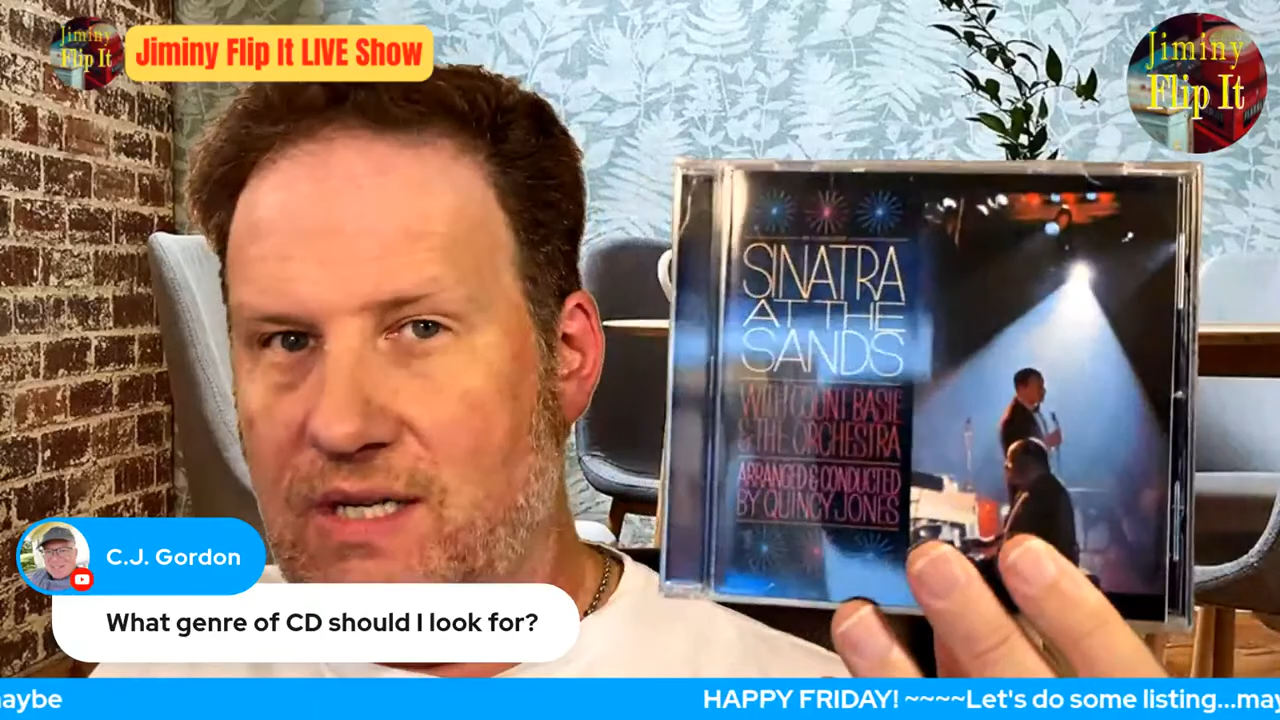 Jiminy
Flip It
Jiminy Flip It LIVE Show
Jiminy
Flip It
SINATRA
AT THE
SANDS
WITH COUNT BASIE
& THE ORCHESTRA
ARRANGED & CONDUCTED
BY QUINCY JONES
C.J. Gordon
What genre of CD should I look for?
aybe
HAPPY FRIDAY! ~~~~Let's do some listing...may